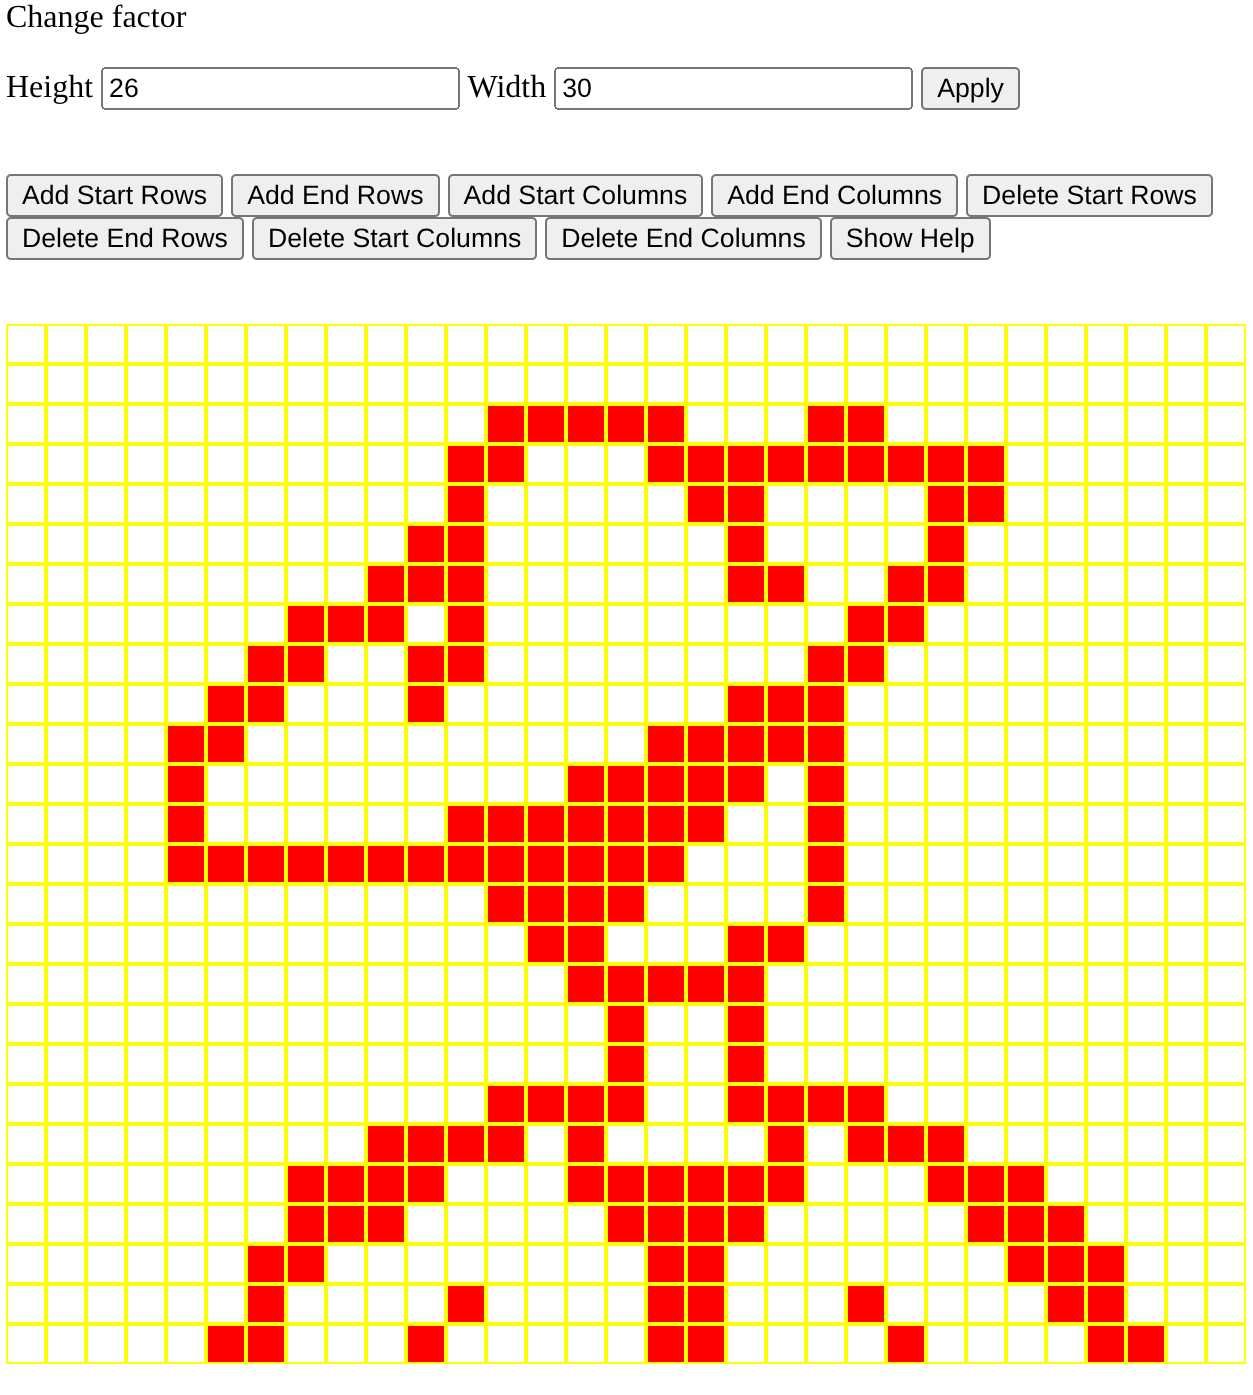 Change factor
Height 26 Width 30 Apply
Add Start Rows Add End Rows Add Start Columns Add End Columns Delete Start Rows
Delete End Rows Delete Start Columns Delete End Columns Show Help